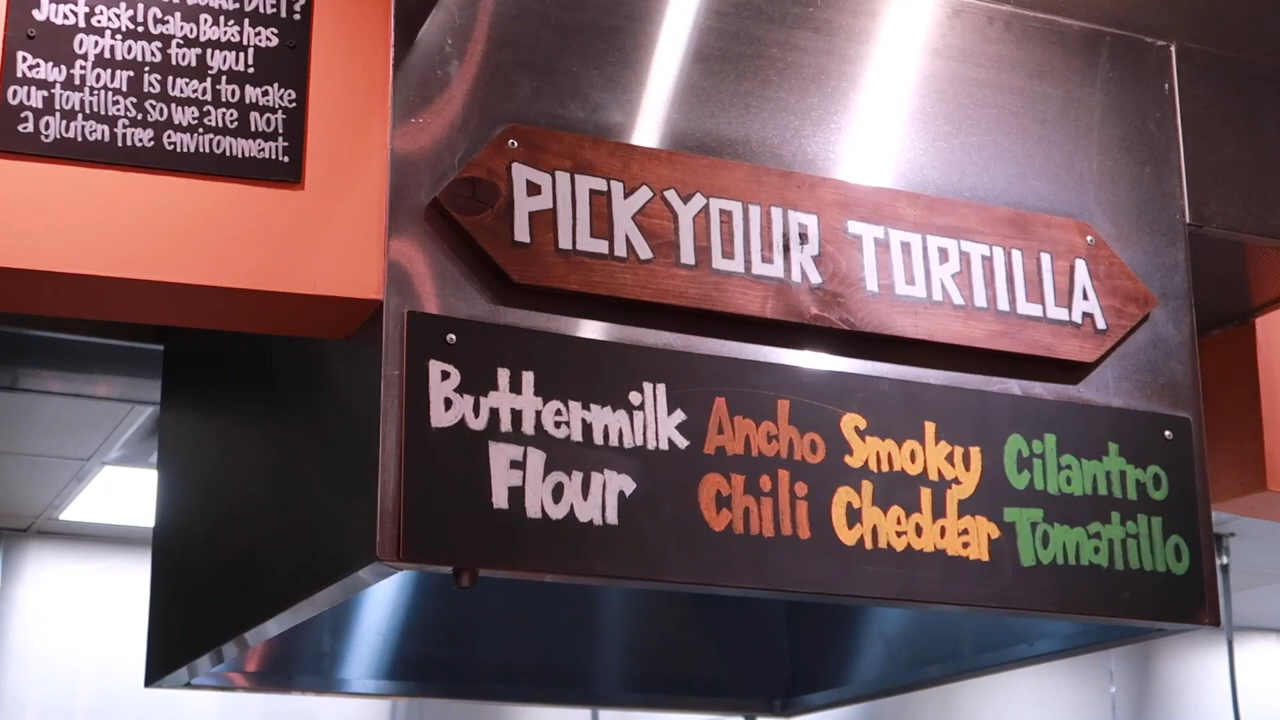 DIET?
Just ask! Cabo Bob's has
options for you!
Raw flour is used to make
our tortillas, so we are not
a gluten free environment.
PICK YOUR TORTILLA
Buttermilk
Flour
Ancho
Chili
Smoky
Cheddar
Cilantro
Tomatillo